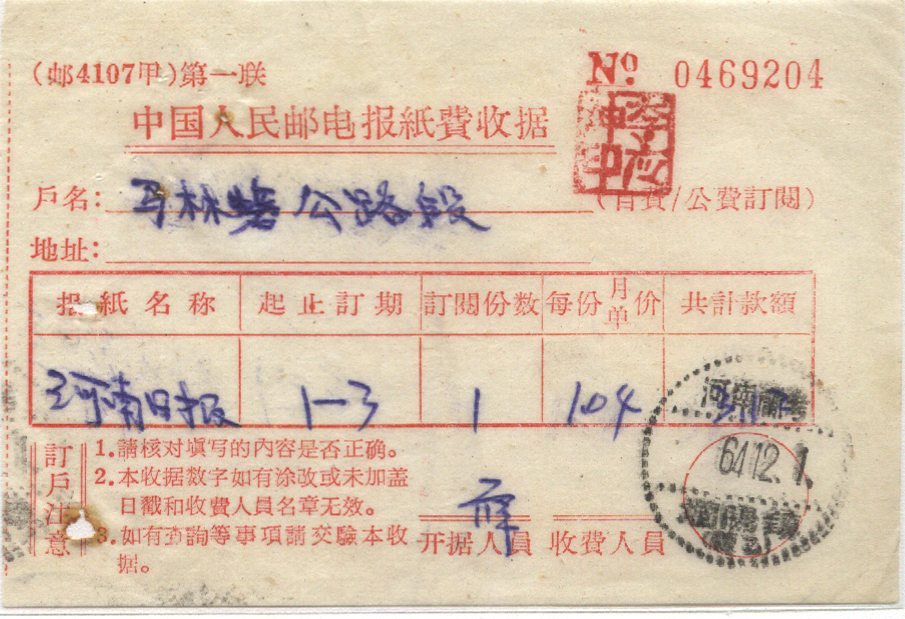 (邮4107甲)第一联
№ 0469204
中国人民邮电报紙費收据
戶名: 公路段 (自費/公費訂閱)
地址:
报紙名称 起止訂期 訂閱份数 每份月单价 共計款額
河南日报 1-3 1 104
訂戶注意
1.請核对填写的內容是否正确。
2.本收据数字如有涂改或未加盖
日戳和收費人員名章无效。
3.如有查詢等事項請交驗本收
据。
开据人員 收費人員
河南
64.12.1.